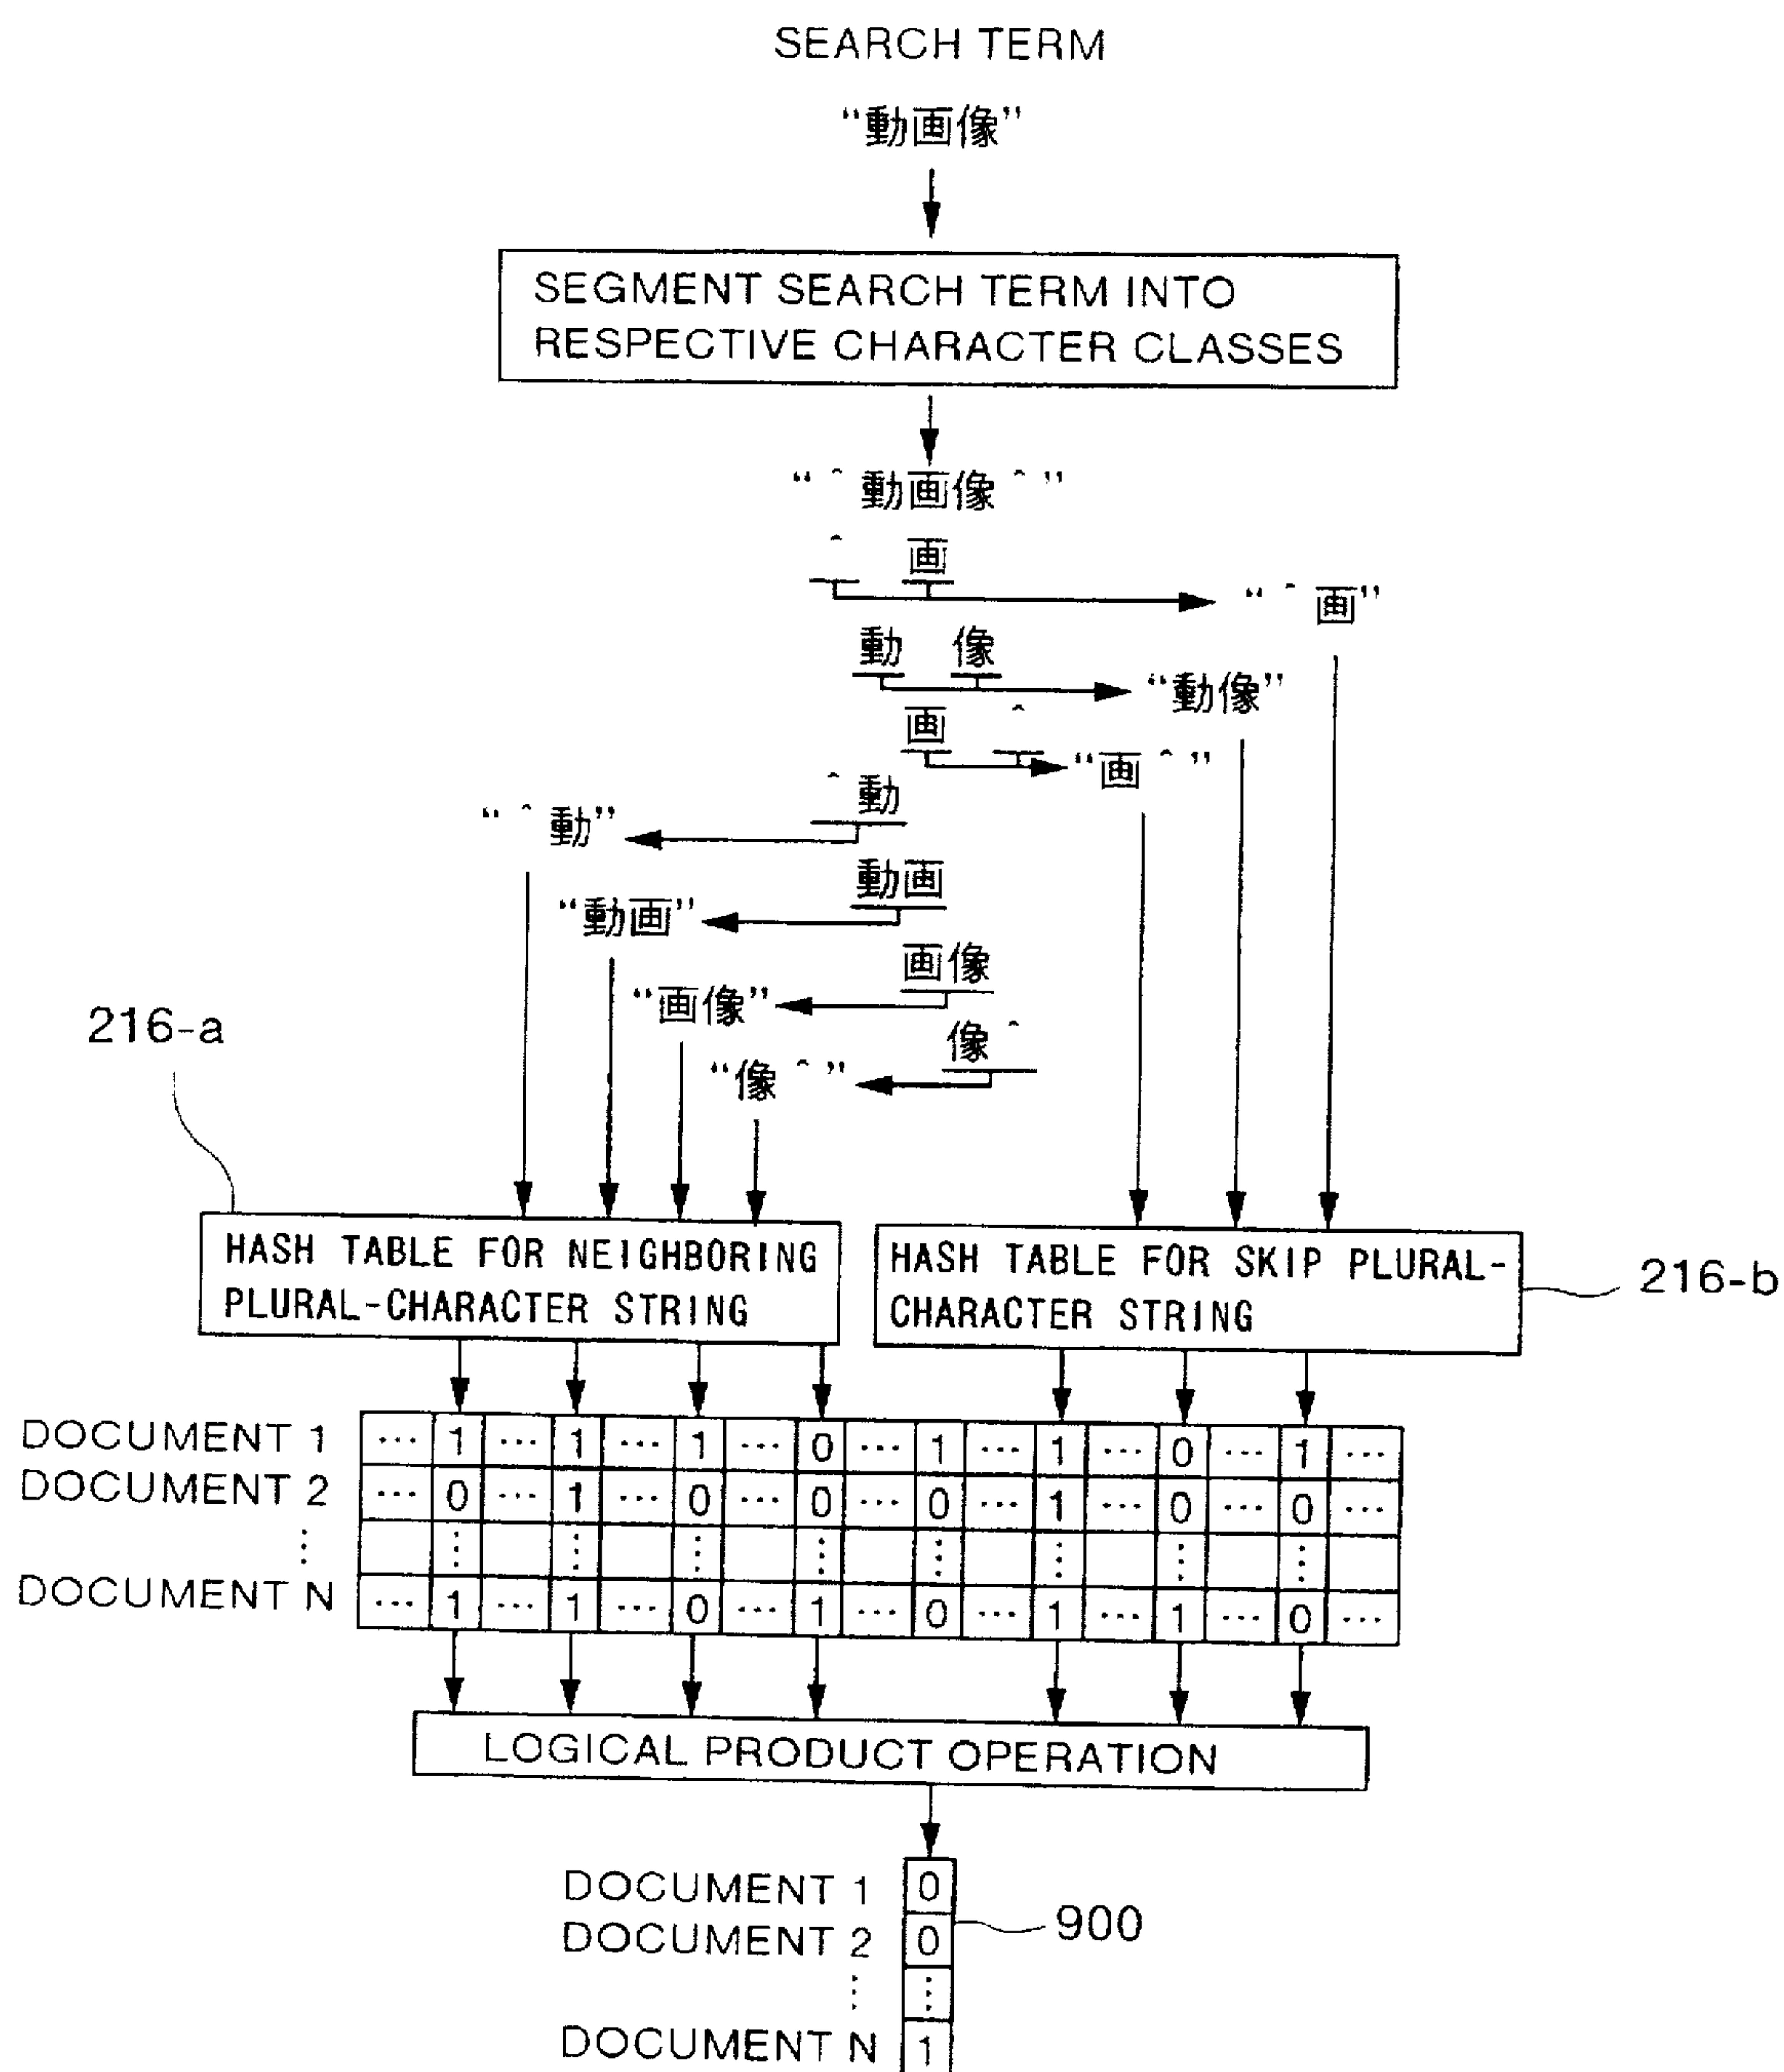 SEARCH TERM
“動画像”
SEGMENT SEARCH TERM INTO
RESPECTIVE CHARACTER CLASSES
“＾動画像＾”
＾ 画
“＾画”
動 像
“動像”
画 ＾
“画＾”
＾動
“＾動”
動画
“動画”
画像
“画像”
像＾
“像＾”
216-a
HASH TABLE FOR NEIGHBORING
PLURAL-CHARACTER STRING
HASH TABLE FOR SKIP PLURAL-
CHARACTER STRING
216-b
DOCUMENT 1 ... 1 ... 1 ... 1 ... 0 ... 1 ... 1 ... 0 ... 1 ...
DOCUMENT 2 ... 0 ... 1 ... 0 ... 0 ... 0 ... 1 ... 0 ... 0 ...
DOCUMENT N ... 1 ... 1 ... 0 ... 1 ... 0 ... 1 ... 1 ... 0 ...
LOGICAL PRODUCT OPERATION
DOCUMENT 1 0
DOCUMENT 2 0
900
DOCUMENT N 1